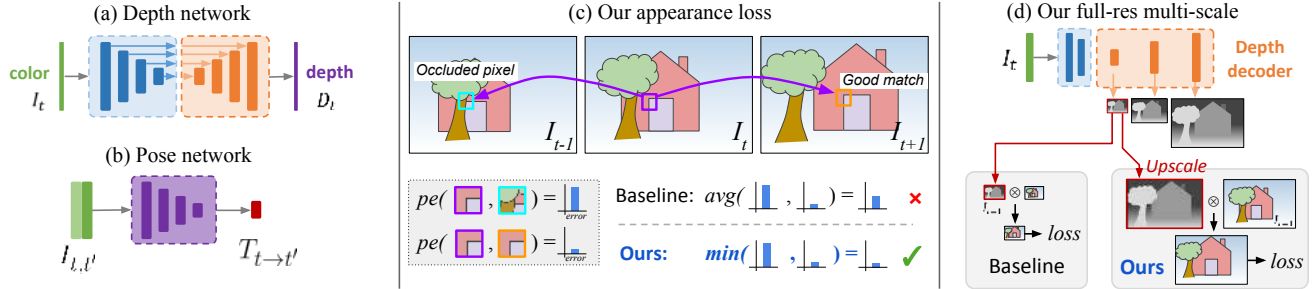 (a) Depth network
color
I_t
depth
D_t
(b) Pose network
I_{t,t'}
T_{t→t'}
(c) Our appearance loss
Occluded pixel
Good match
I_{t-1}
I_t
I_{t+1}
pe( , ) =
error
pe( , ) =
error
Baseline: avg( , ) = ×
Ours: min( , ) = ✓
(d) Our full-res multi-scale
I_t
Depth
decoder
Upscale
⊗
→ loss
Baseline
⊗
→ loss
Ours